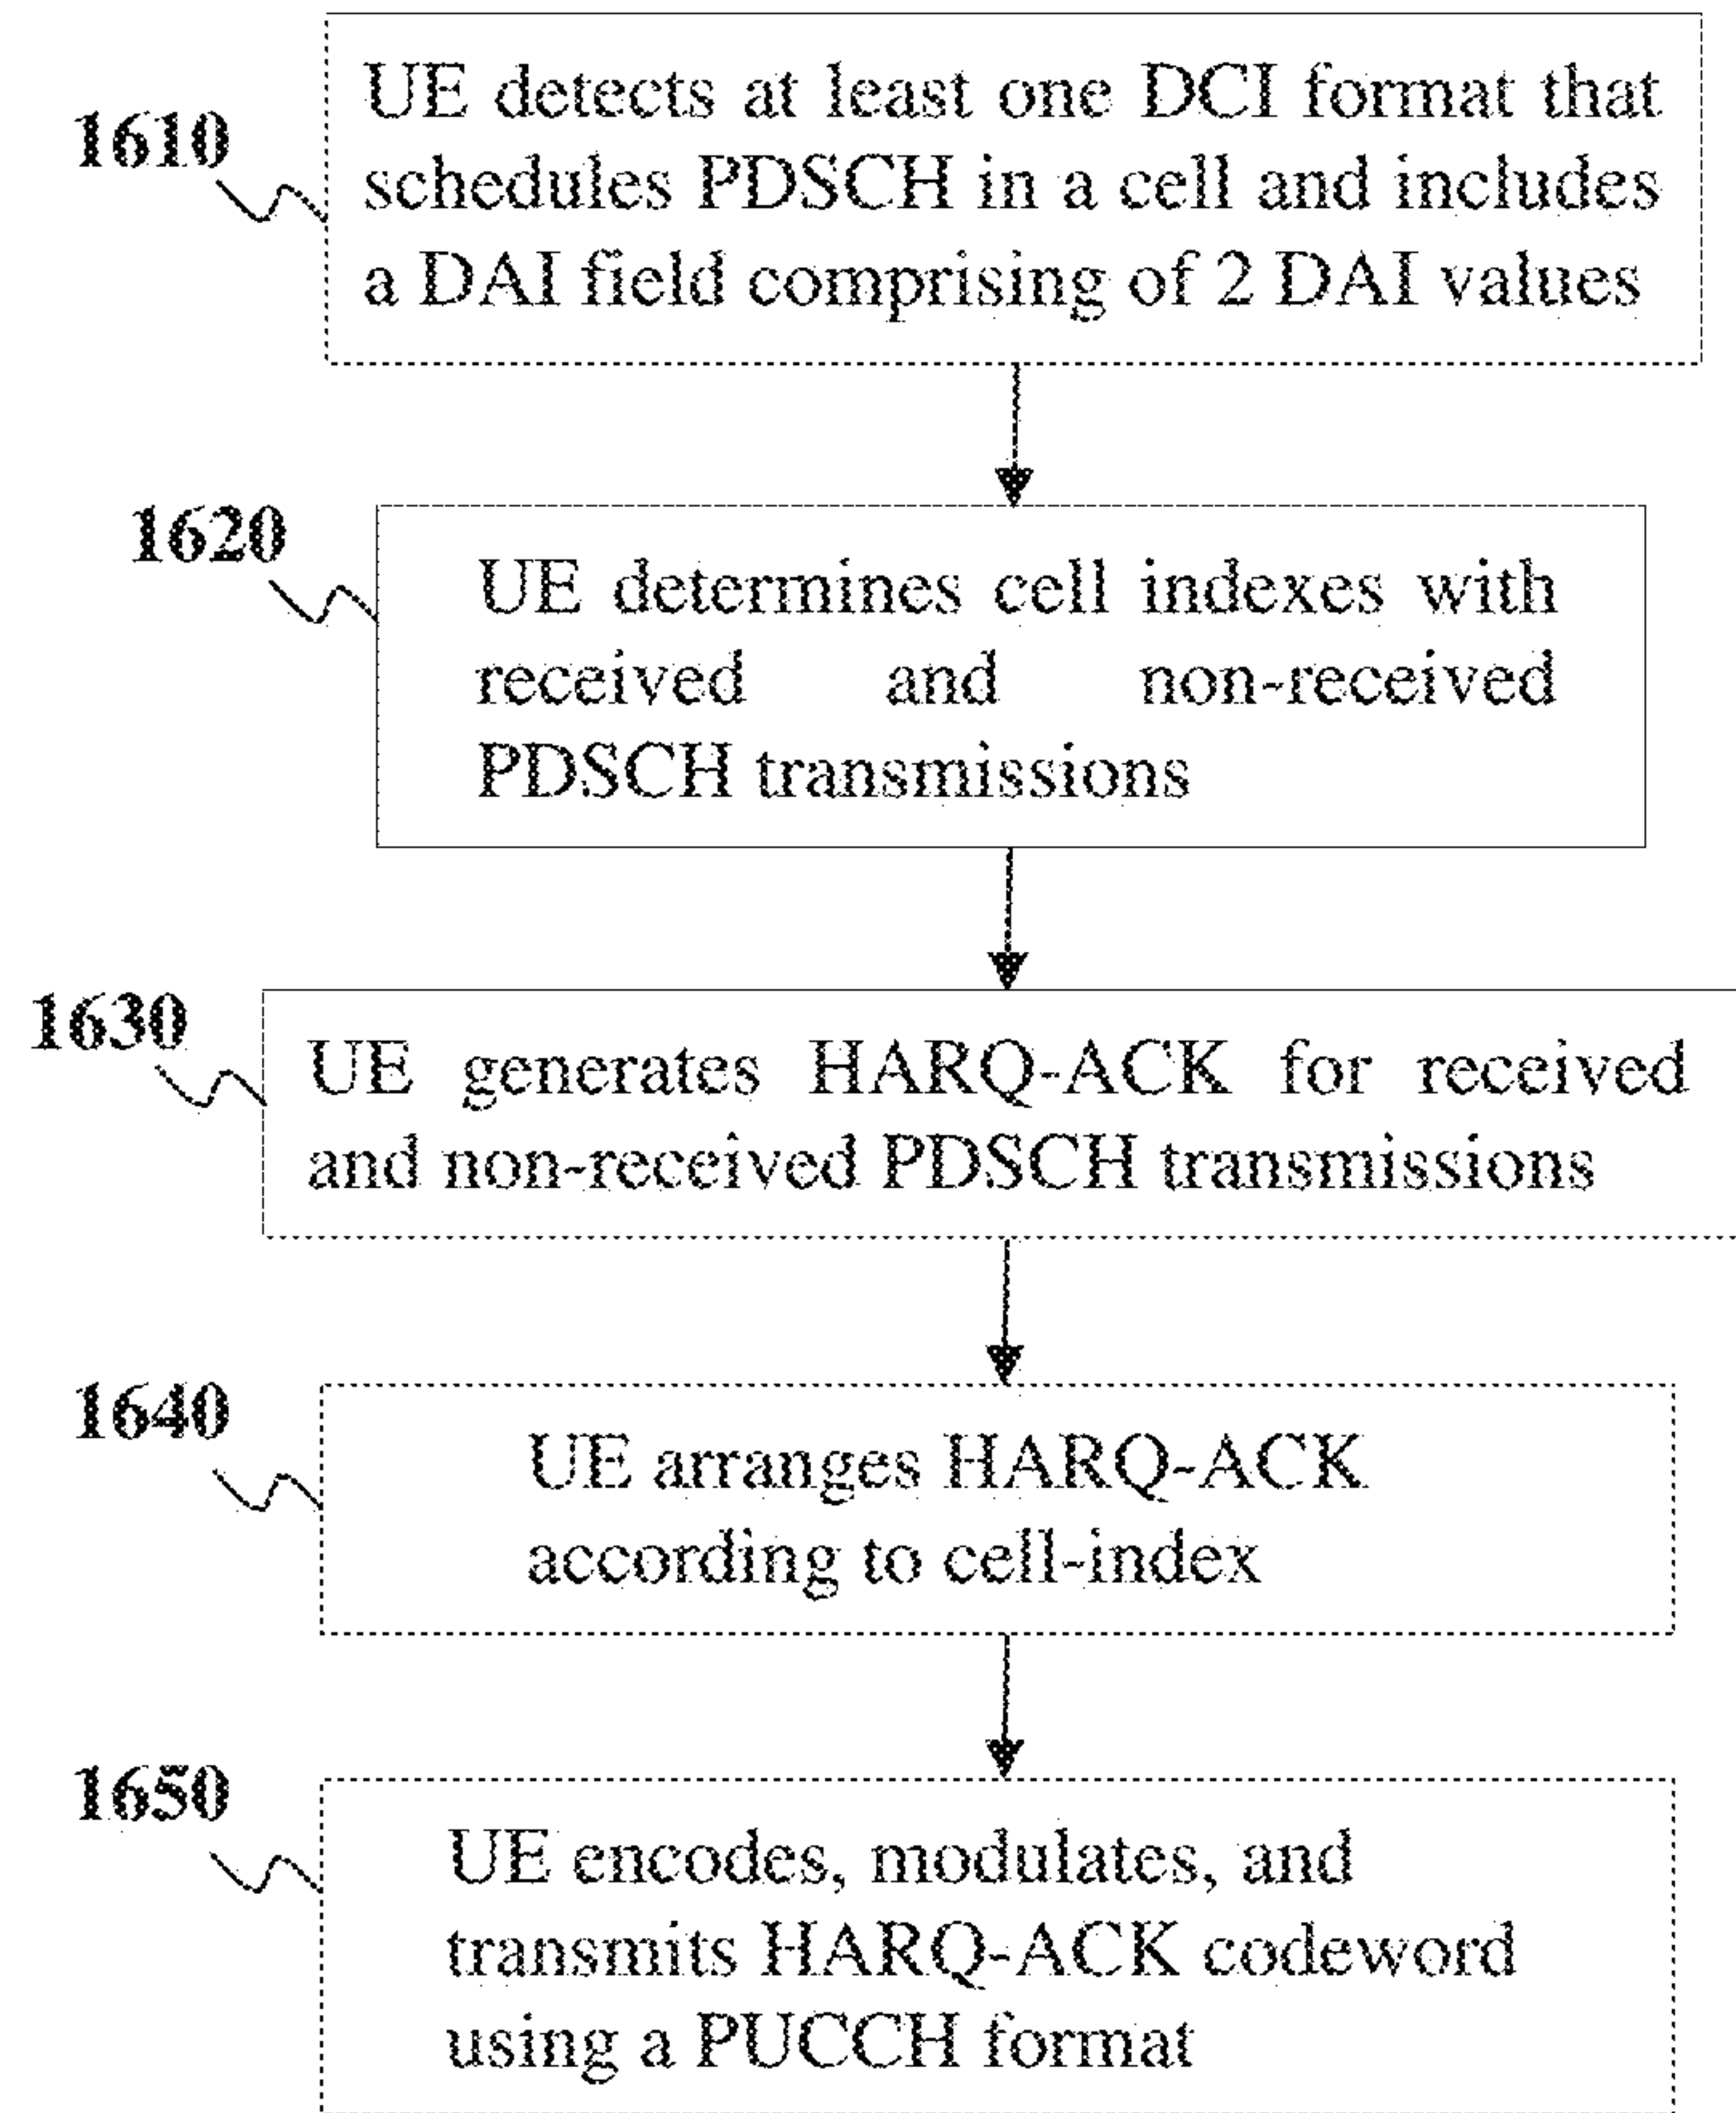 1610
UE detects at least one DCI format that
schedules PDSCH in a cell and includes
a DAI field comprising of 2 DAI values
1620
UE determines cell indexes with
received and non-received
PDSCH transmissions
1630
UE generates HARQ-ACK for received
and non-received PDSCH transmissions
1640
UE arranges HARQ-ACK
according to cell-index
1650
UE encodes, modulates, and
transmits HARQ-ACK codeword
using a PUCCH format